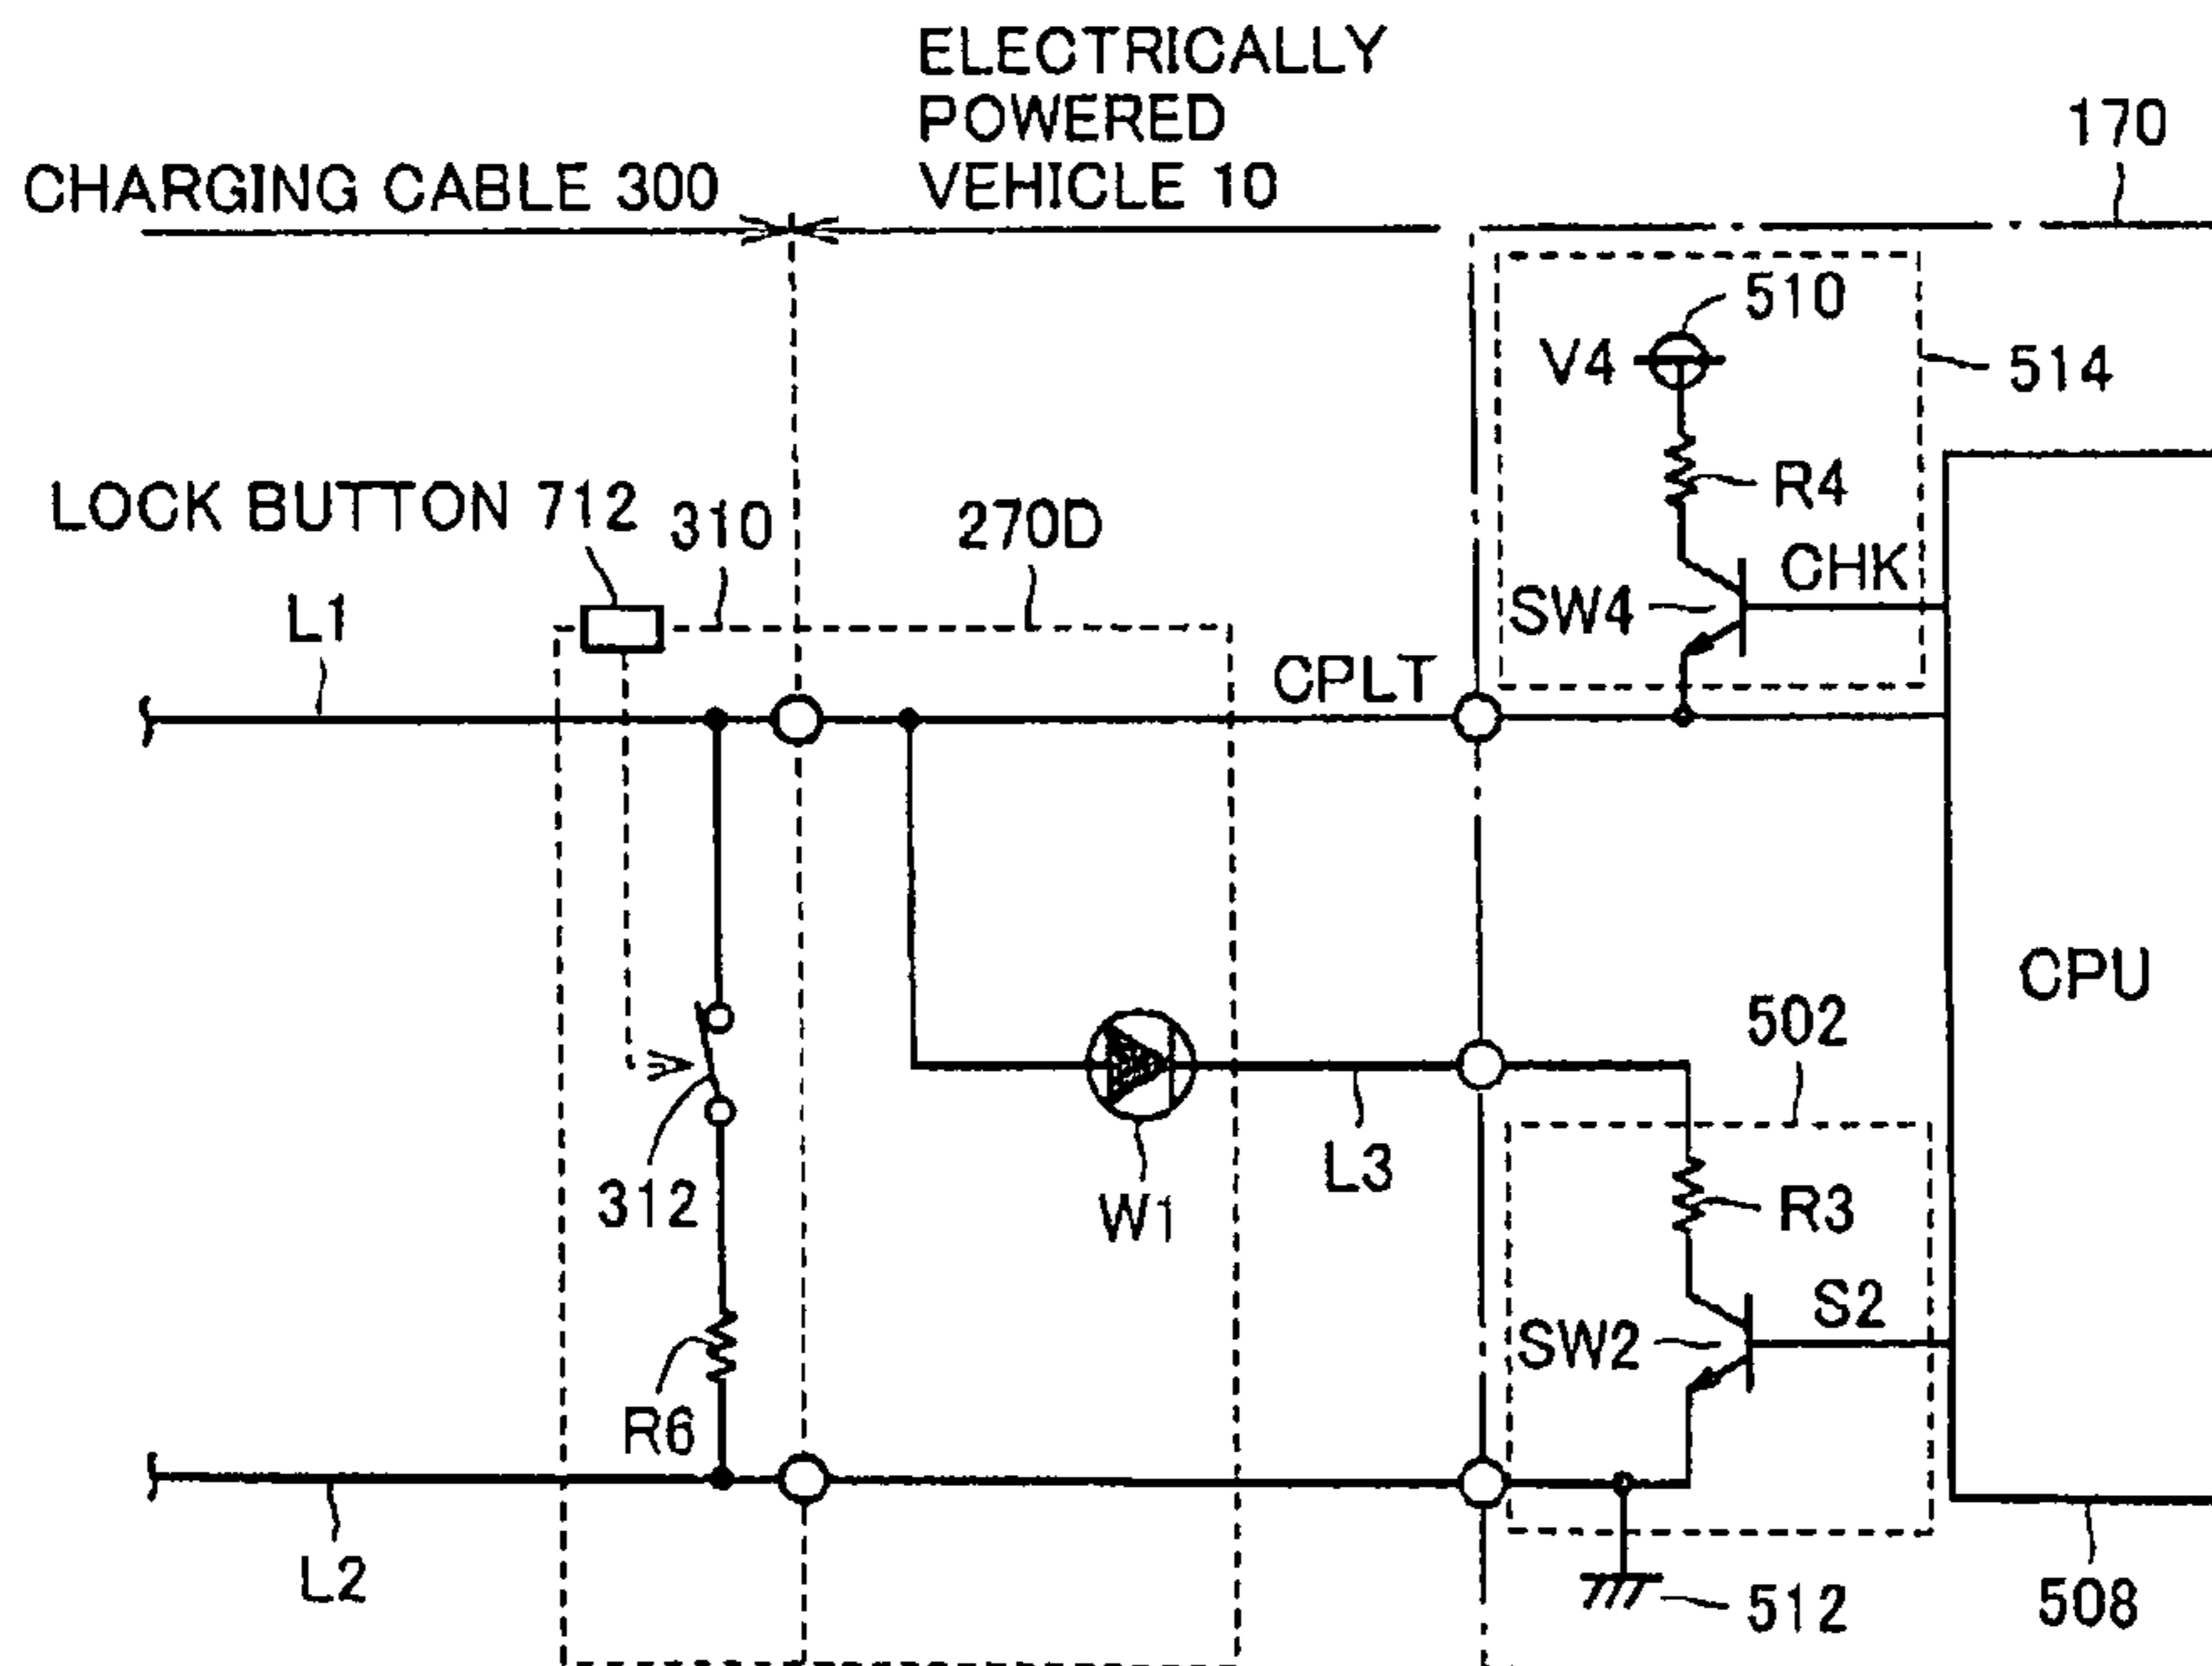 ELECTRICALLY
POWERED
VEHICLE 10
CHARGING CABLE 300
170
510
V4
514
R4
LOCK BUTTON 712
310
270D
CHK
SW4
L1
CPLT
CPU
502
312
W1
L3
R3
S2
SW2
R6
L2
512
508